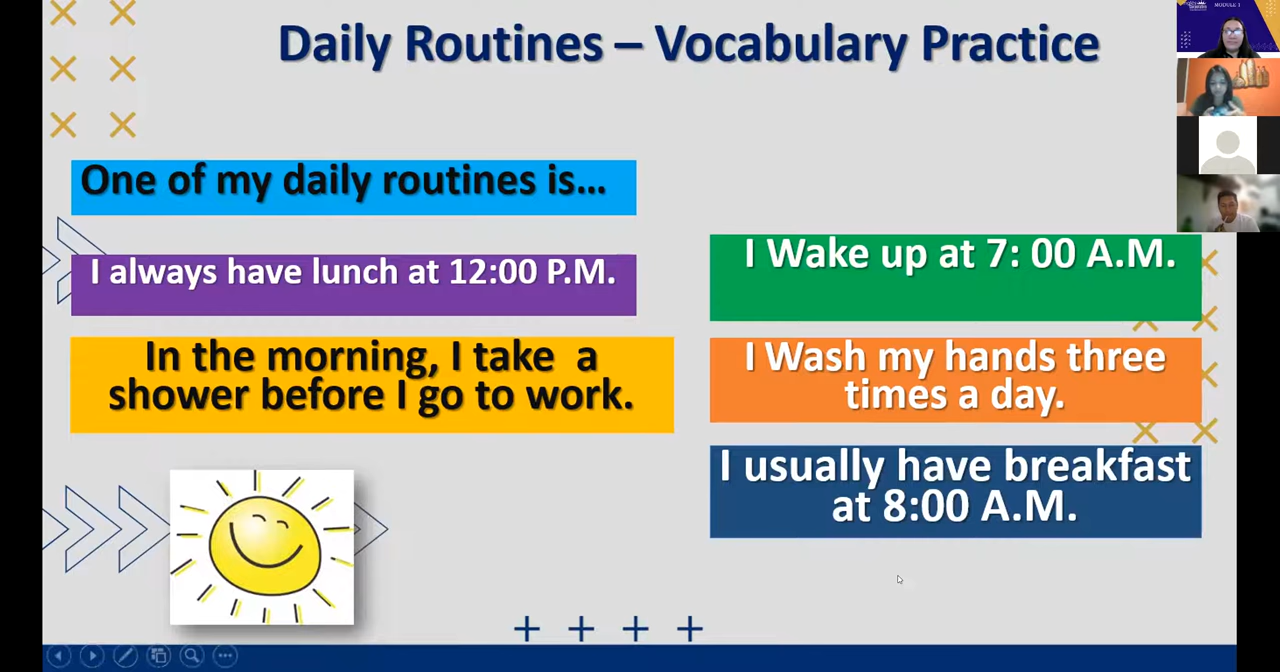 Daily Routines – Vocabulary Practice
MODULE 1
One of my daily routines is...
I always have lunch at 12:00 P.M.
In the morning, I take a
shower before I go to work.
I Wake up at 7: 00 A.M.
I Wash my hands three
times a day.
I usually have breakfast
at 8:00 A.M.